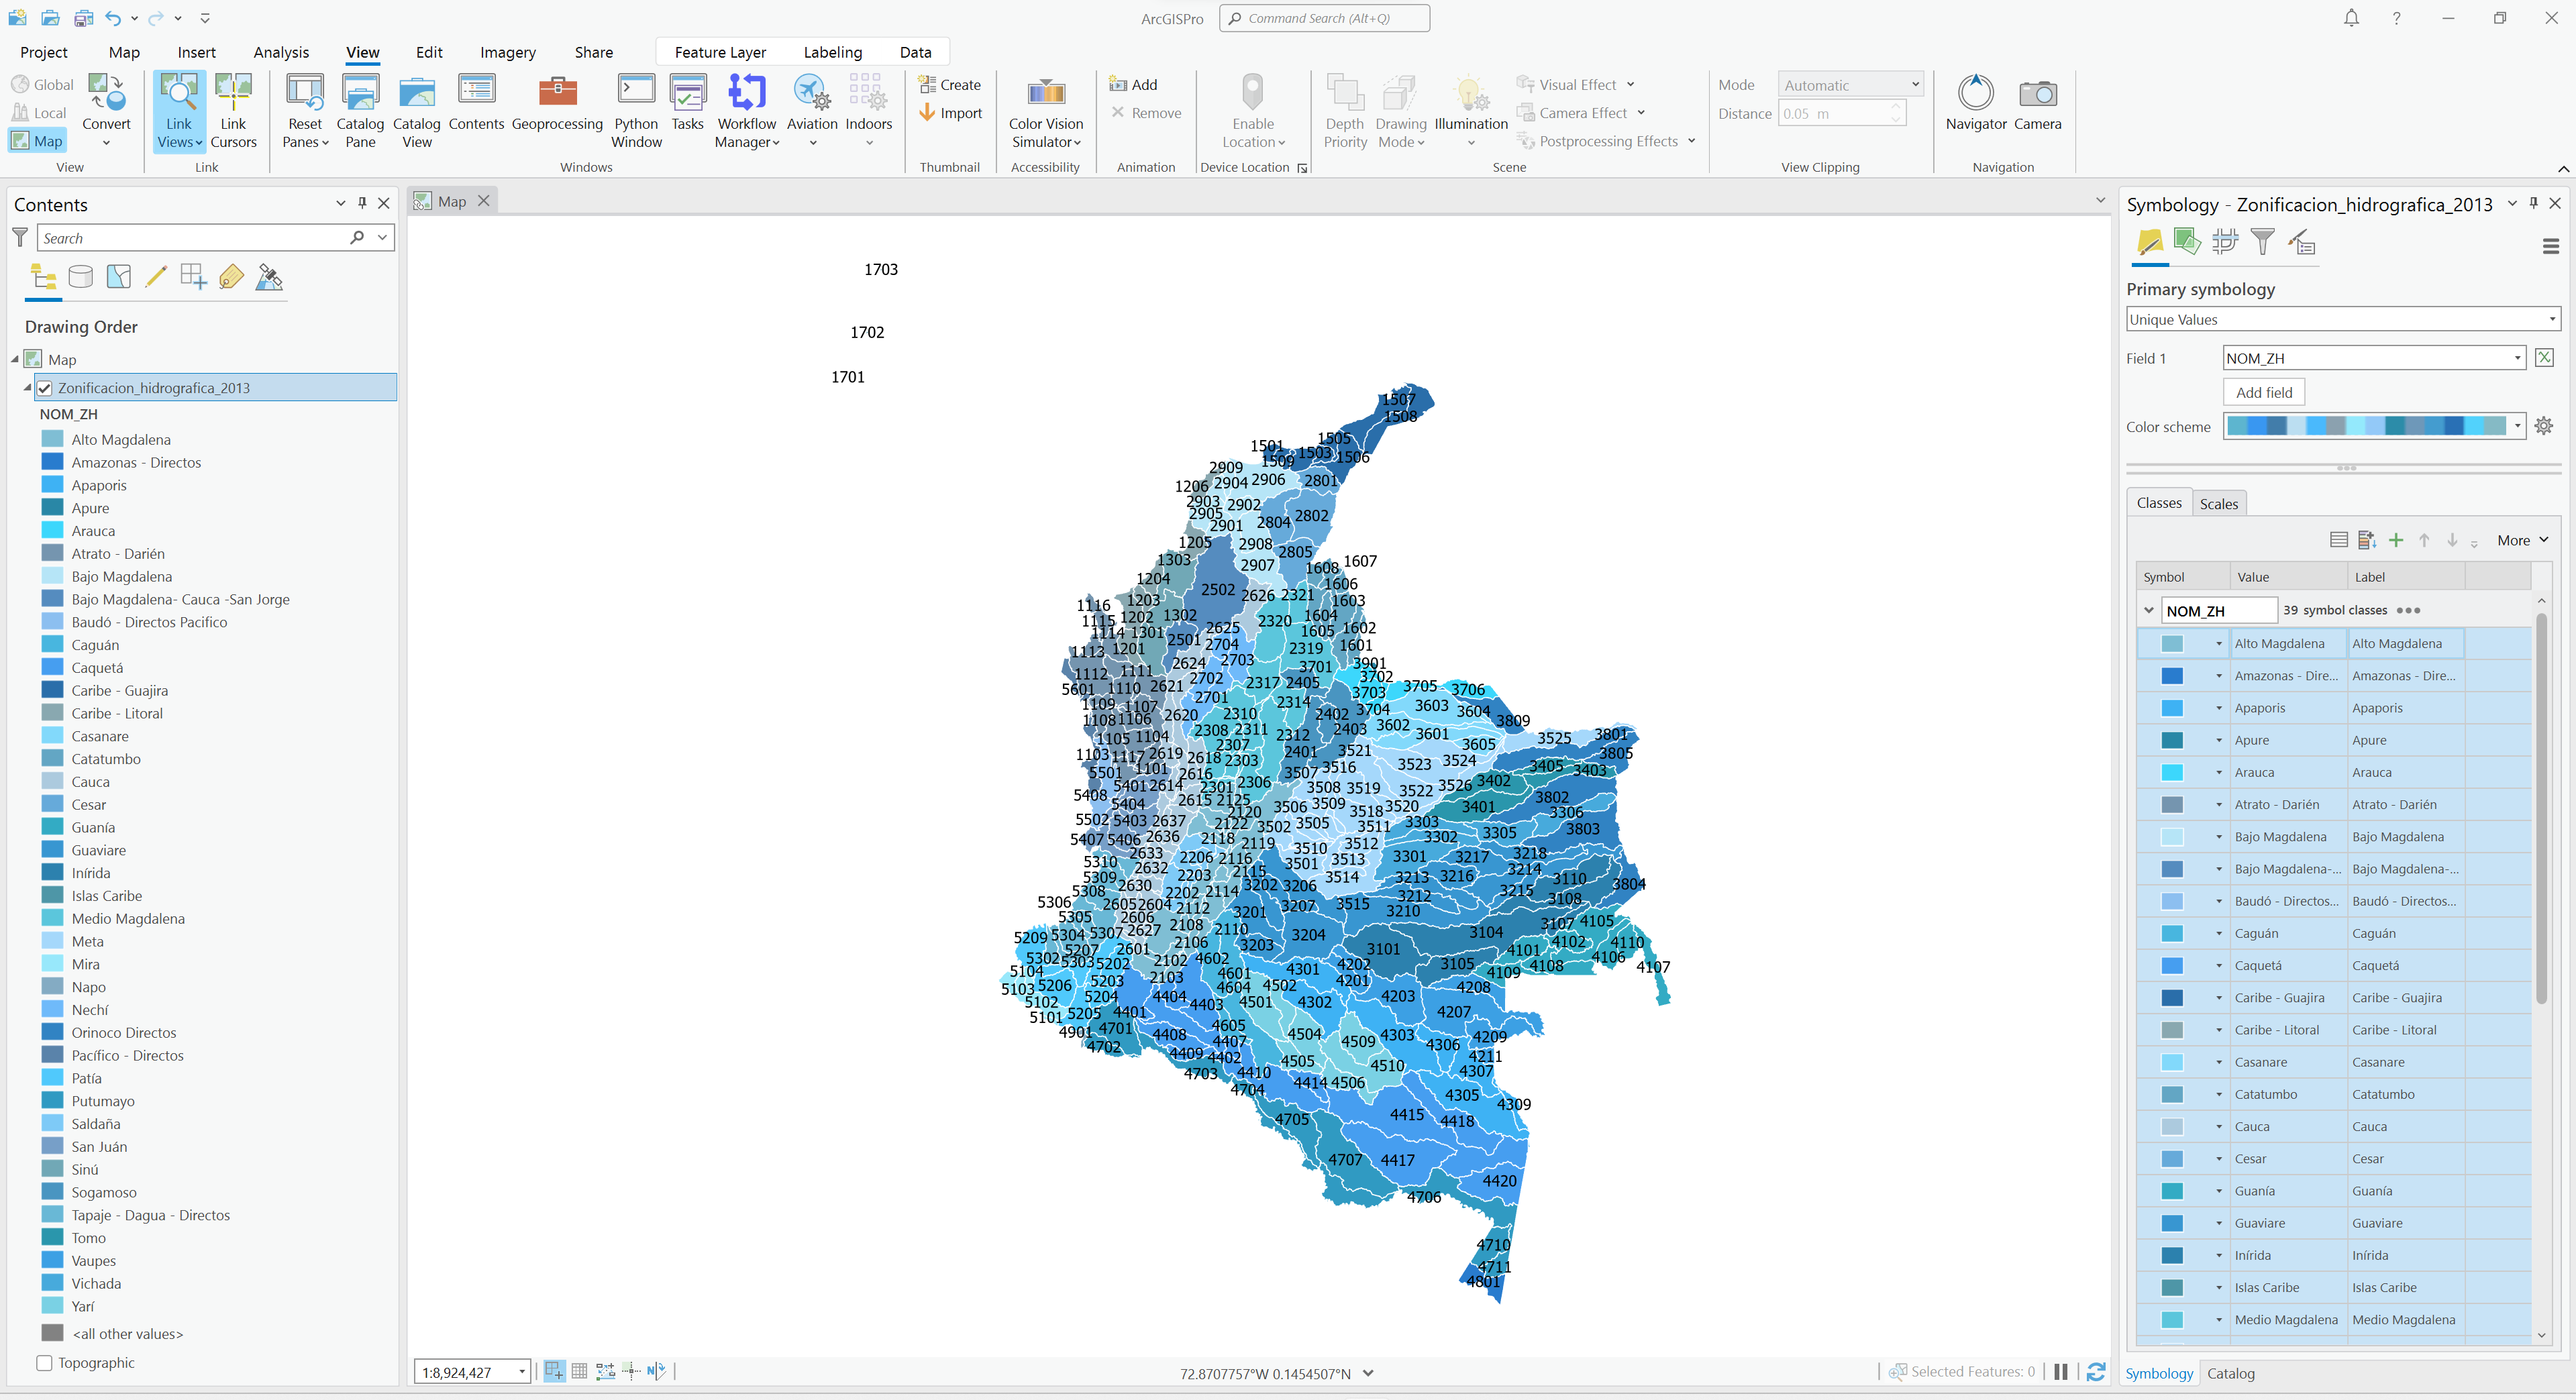 ArcGISPro
Command Search (Alt+Q)
Project Map Insert Analysis View Edit Imagery Share Feature Layer Labeling Data
Global
Local
Map
Convert
View
Link Views
Link Cursors
Link
Reset Panes
Catalog Pane
Catalog View
Contents
Geoprocessing
Python Window
Tasks
Workflow Manager
Aviation
Indoors
Windows
Create
Import
Thumbnail
Color Vision Simulator
Accessibility
Add
Remove
Animation
Enable Location
Device Location
Depth Priority
Drawing Mode
Illumination
Visual Effect
Camera Effect
Postprocessing Effects
Scene
Mode Automatic
Distance 0.05 m
View Clipping
Navigator
Camera
Navigation
Contents
Search
Drawing Order
Map
Zonificacion_hidrografica_2013
NOM_ZH
Alto Magdalena
Amazonas - Directos
Apaporis
Apure
Arauca
Atrato - Darién
Bajo Magdalena
Bajo Magdalena- Cauca -San Jorge
Baudó - Directos Pacifico
Caguán
Caquetá
Caribe - Guajira
Caribe - Litoral
Casanare
Catatumbo
Cauca
Cesar
Guanía
Guaviare
Inírida
Islas Caribe
Medio Magdalena
Meta
Mira
Napo
Nechí
Orinoco Directos
Pacífico - Directos
Patía
Putumayo
Saldaña
San Juán
Sinú
Sogamoso
Tapaje - Dagua - Directos
Tomo
Vaupes
Vichada
Yarí
<all other values>
Topographic
Map
1703
1702
1701
1507
1508
1501 1505
1509 1503 1506
2909
1206 2904 2906 2801
2903 2902
2905 2901 2804 2802
1205 2908 2805
1303 2907 1608 1607
1204 2502 2626 2321 1606
1116 1203 1603
1115 1202 1302 2320 1604
1114 1301 2501 2625 1605 1602
1113 1201 2704 2319 1601
1112 1111 2624 2703 3701 3901
5601 1110 2621 2702 2317 2405 3702
1109 1107 2701 2314 3703 3705 3706
1108 1106 2620 2310 2402 3704 3603 3604
1105 1104 2308 2311 2312 2403 3602 3601 3809
1103 1117 2619 2307 2401 3521 3605 3525 3801
5501 1101 2618 2303 3516 3523 3524 3805
5401 2614 2616 2301 2306 3507 3508 3519 3522 3526 3402 3405 3403
5408 5404 2615 2125 3506 3509 3518 3520 3401 3802
5502 5403 2637 2120 2122 3502 3505 3511 3303 3306
5407 5406 2636 2118 2119 3510 3512 3302 3305 3803
5310 2633 2206 2116 3501 3513 3301 3217 3218
5309 2632 2203 2115 3514 3213 3216 3214 3110
5308 2630 2202 2114 3202 3206 3212 3215 3108 3804
5306 2605 2604 2112 3201 3207 3515 3210
5305 2606 2108 2110 3107 4105
5209 5304 5307 2627 2106 3203 3204 3104 4102 4110
5302 5207 5303 5202 2601 2102 4602 3101 4101 4106
5104 5203 2103 4601 4301 4202 3105 4109 4108 4107
5103 5206 5204 4404 4403 4604 4502 4201 4208
5102 5205 4401 4501 4302 4203 4207
5101 4901 4701 4408 4605 4504 4303 4209
4702 4409 4402 4407 4505 4509 4306 4211
4703 4410 4414 4506 4510 4307
4704 4305 4309
4705 4415 4418
4707 4417
4420
4706
4710
4711
4801
1:8,924,427
72.8707757°W 0.1454507°N
Selected Features: 0
Symbology - Zonificacion_hidrografica_2013
Primary symbology
Unique Values
Field 1 NOM_ZH
Add field
Color scheme
Classes Scales
More
Symbol Value Label
NOM_ZH 39 symbol classes
Alto Magdalena Alto Magdalena
Amazonas - Dire... Amazonas - Dire...
Apaporis Apaporis
Apure Apure
Arauca Arauca
Atrato - Darién Atrato - Darién
Bajo Magdalena Bajo Magdalena
Bajo Magdalena-... Bajo Magdalena-...
Baudó - Directos... Baudó - Directos...
Caguán Caguán
Caquetá Caquetá
Caribe - Guajira Caribe - Guajira
Caribe - Litoral Caribe - Litoral
Casanare Casanare
Catatumbo Catatumbo
Cauca Cauca
Cesar Cesar
Guanía Guanía
Guaviare Guaviare
Inírida Inírida
Islas Caribe Islas Caribe
Medio Magdalena Medio Magdalena
Symbology Catalog